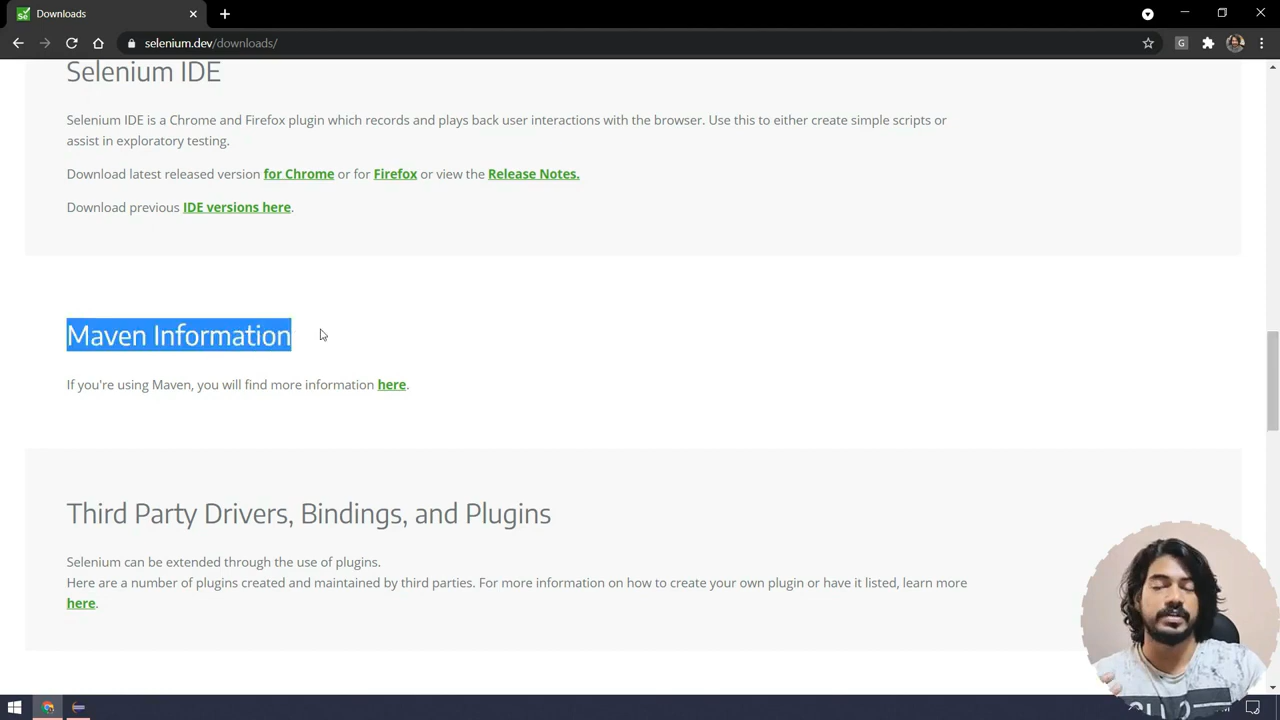 Downloads
selenium.dev/downloads/
G
Selenium IDE
Selenium IDE is a Chrome and Firefox plugin which records and plays back user interactions with the browser. Use this to either create simple scripts or
assist in exploratory testing.
Download latest released version for Chrome or for Firefox or view the Release Notes.
Download previous IDE versions here.
Maven Information
If you're using Maven, you will find more information here.
Third Party Drivers, Bindings, and Plugins
Selenium can be extended through the use of plugins.
Here are a number of plugins created and maintained by third parties. For more information on how to create your own plugin or have it listed, learn more
here.